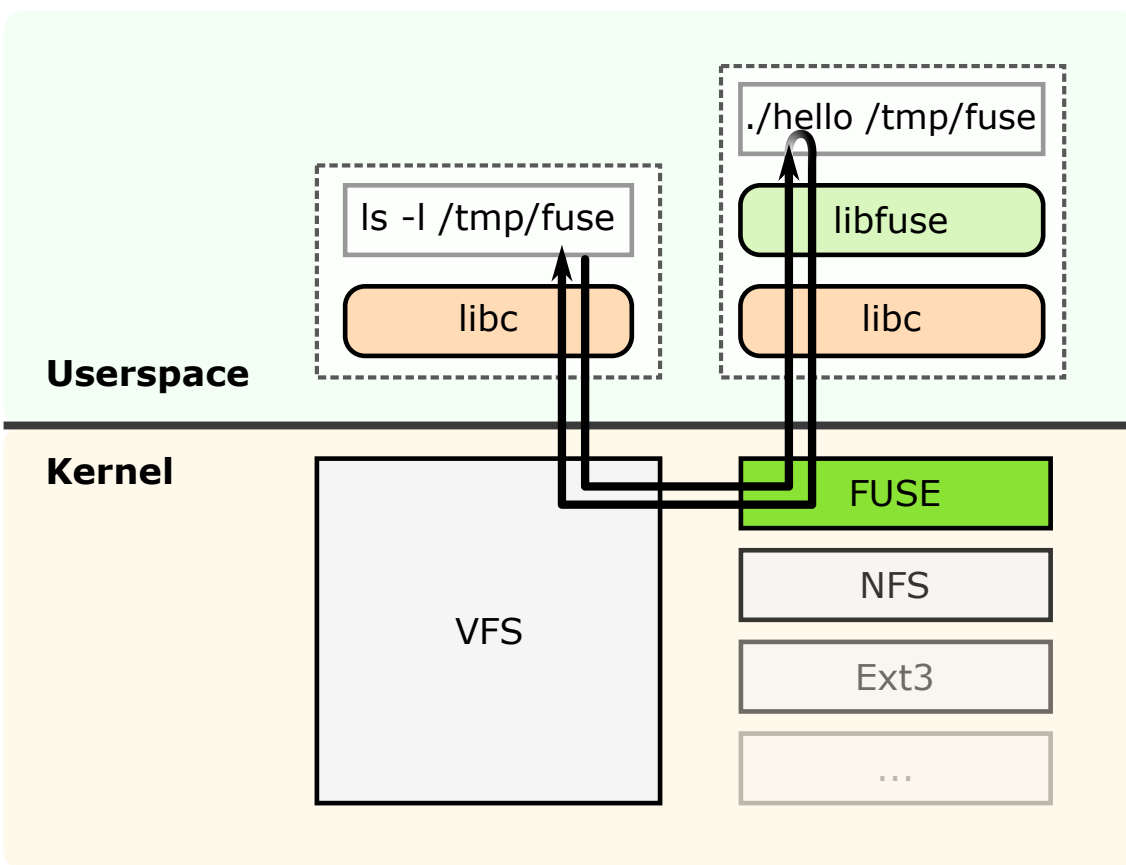 ./hello /tmp/fuse
ls -l /tmp/fuse
libfuse
libc
libc
Userspace
Kernel
FUSE
NFS
VFS
Ext3
...